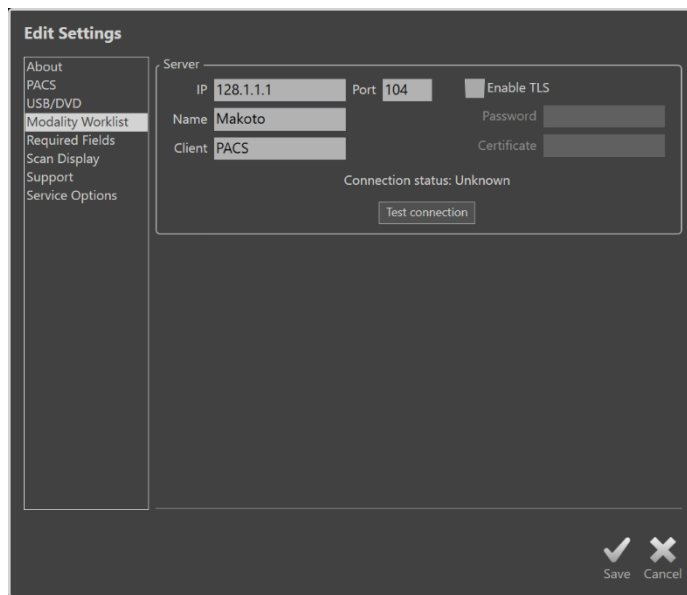 Edit Settings
About
PACS
USB/DVD
Modality Worklist
Required Fields
Scan Display
Support
Service Options
Server
IP 128.1.1.1 Port 104 Enable TLS
Name Makoto Password
Client PACS Certificate
Connection status: Unknown
Test connection
Save Cancel